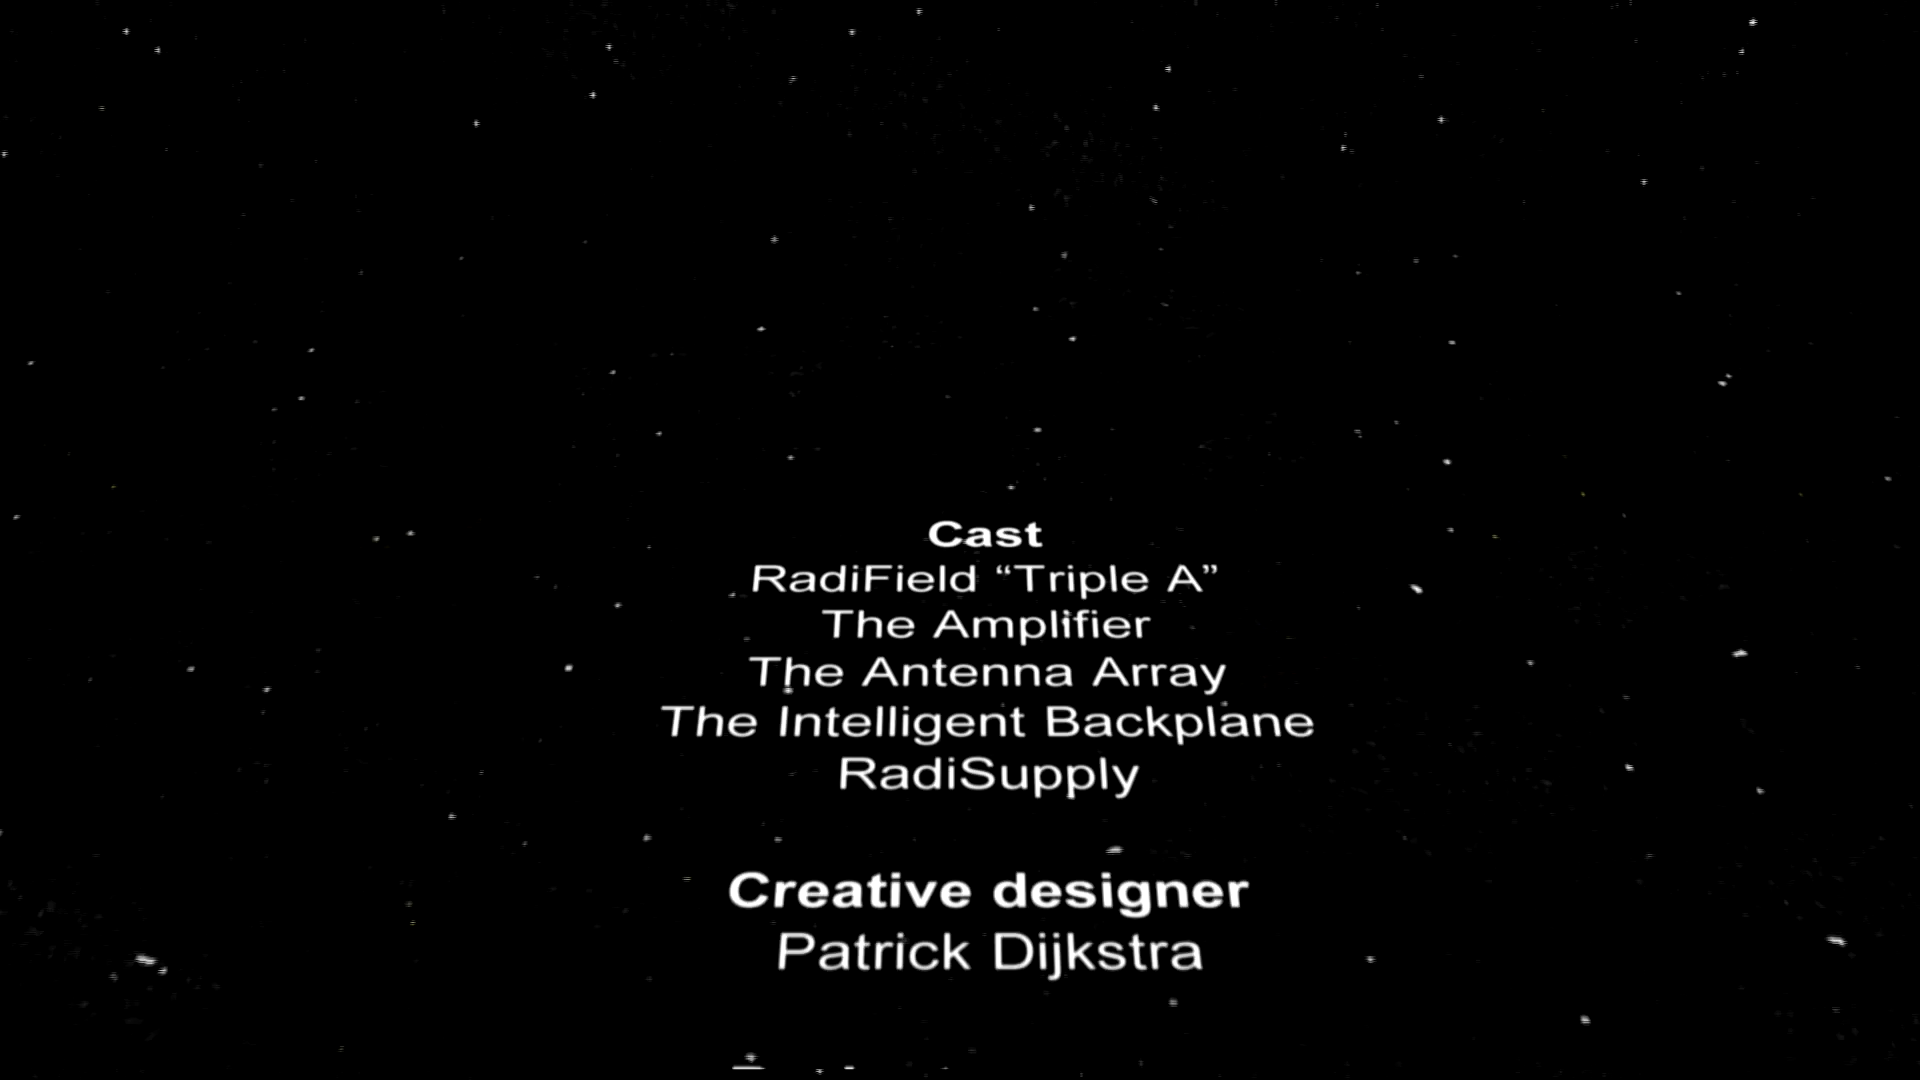 Cast
RadiField “Triple A”
The Amplifier
The Antenna Array
The Intelligent Backplane
RadiSupply
Creative designer
Patrick Dijkstra